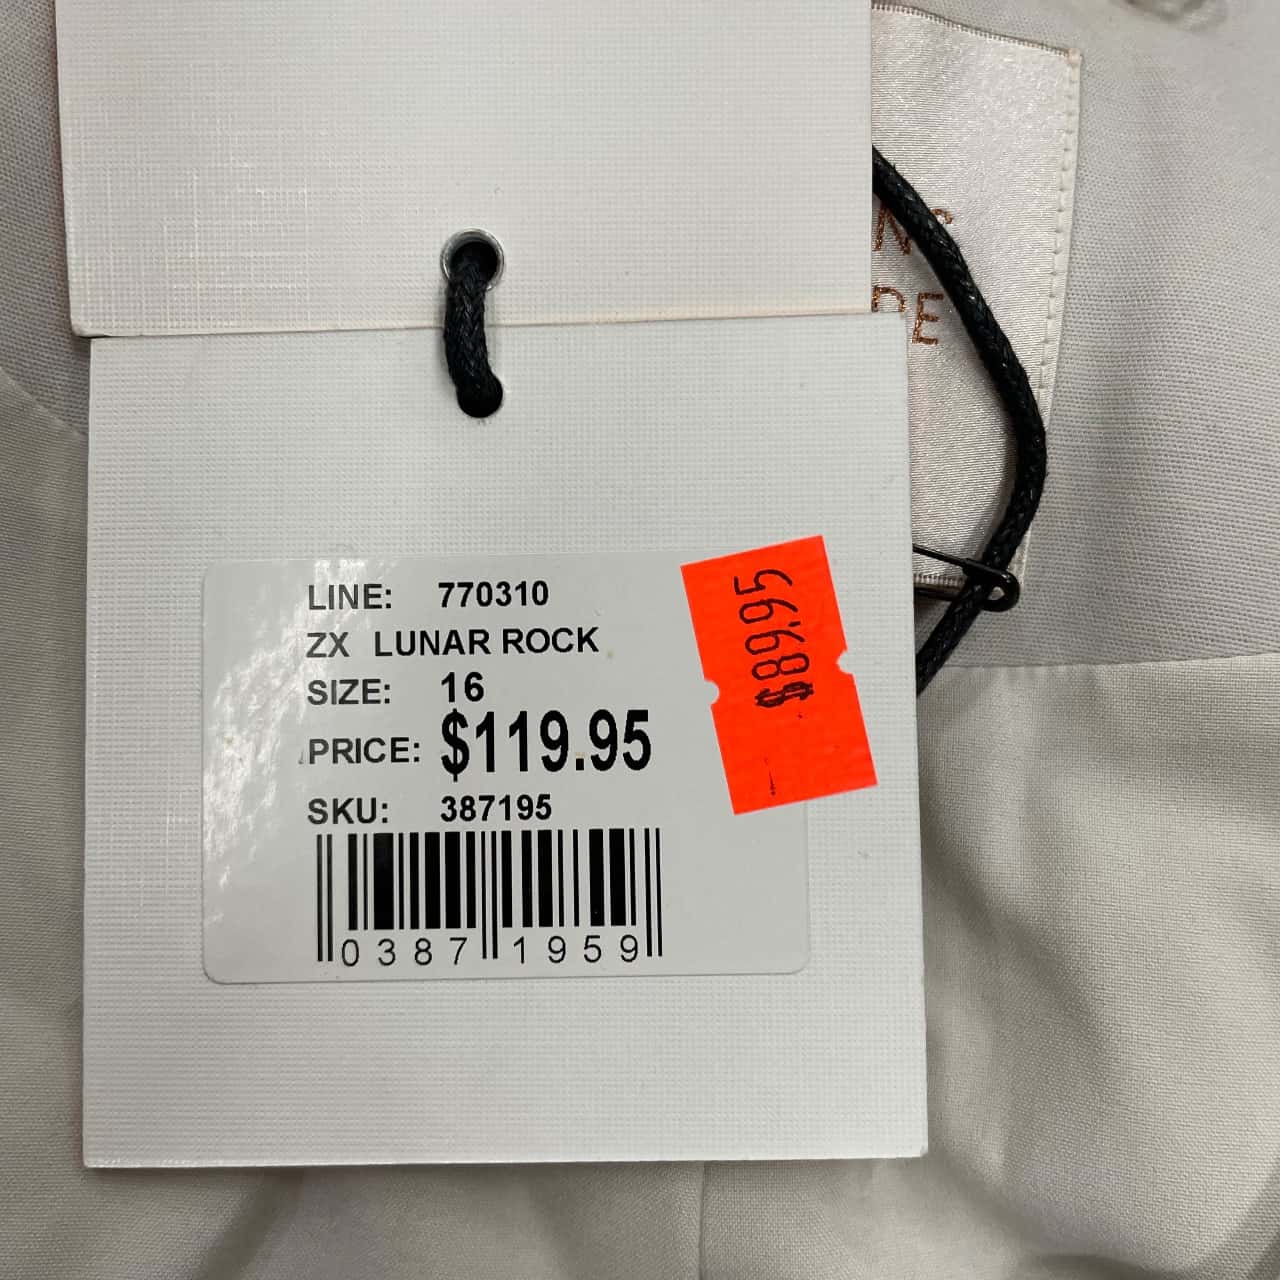 LINE: 770310
ZX LUNAR ROCK
SIZE: 16
PRICE: $119.95
SKU: 387195
0387 1959
$89.95